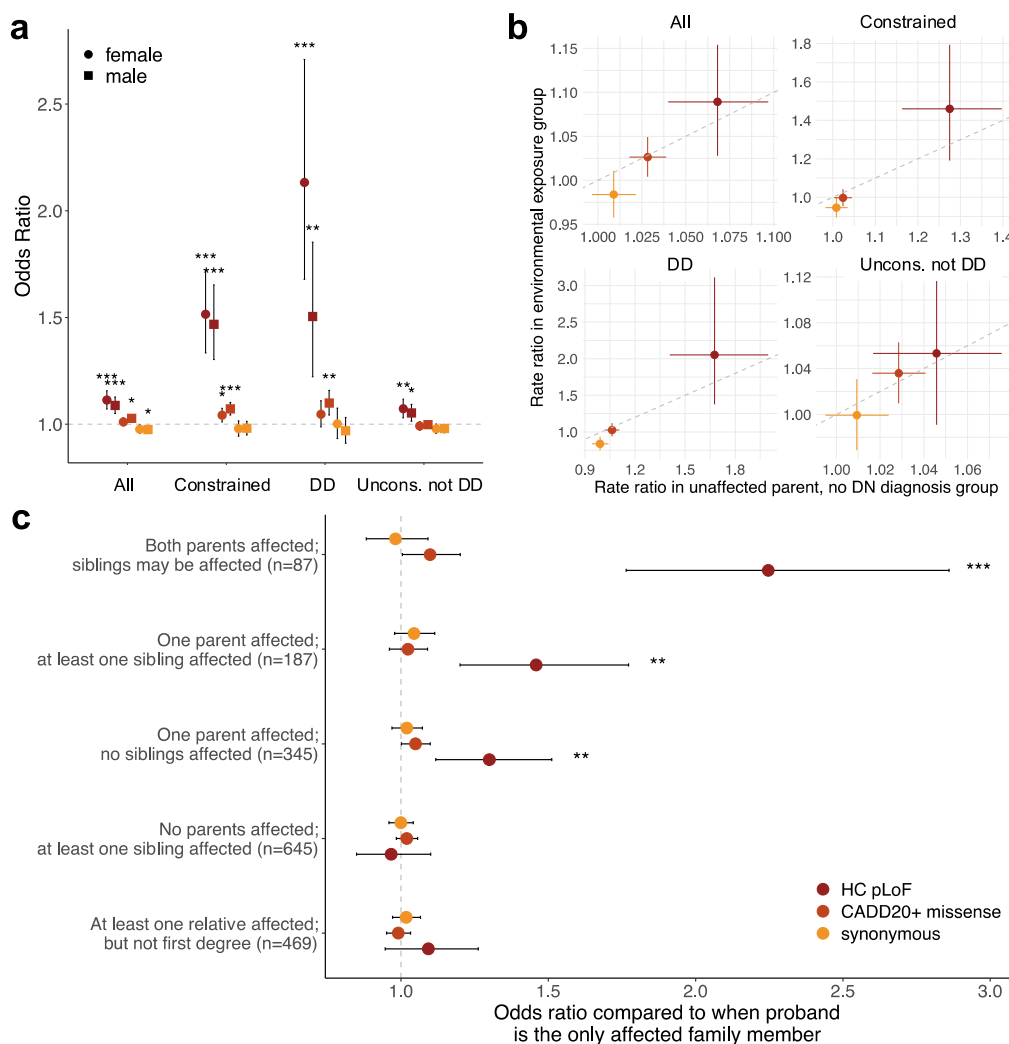 a
female
male
Odds Ratio
2.5
2.0
1.5
1.0
***
***
*
*
***
***
*
***
***
**
**
**
*
All
Constrained
DD
Uncons. not DD
b
Rate ratio in environmental exposure group
All
1.15
1.10
1.05
1.00
0.95
1.000
1.025
1.050
1.075
1.100
Constrained
1.8
1.6
1.4
1.2
1.0
1.0
1.1
1.2
1.3
1.4
DD
3.0
2.5
2.0
1.5
1.0
0.9
1.2
1.5
1.8
Uncons. not DD
1.12
1.08
1.04
1.00
1.00
1.02
1.04
1.06
Rate ratio in unaffected parent, no DN diagnosis group
c
Both parents affected;
siblings may be affected (n=87)
***
One parent affected;
at least one sibling affected (n=187)
**
One parent affected;
no siblings affected (n=345)
**
No parents affected;
at least one sibling affected (n=645)
At least one relative affected;
but not first degree (n=469)
HC pLoF
CADD20+ missense
synonymous
1.0
1.5
2.0
2.5
3.0
Odds ratio compared to when proband
is the only affected family member